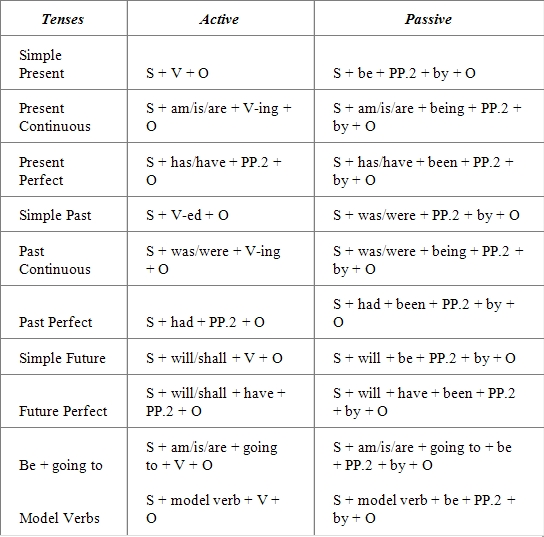 Tenses Active Passive
Simple
Present S + V + O S + be + PP.2 + by + O
Present S + am/is/are + V-ing + S + am/is/are + being + PP.2 +
Continuous O by + O
Present S + has/have + PP.2 + S + has/have + been + PP.2 +
Perfect O by + O
Simple Past S + V-ed + O S + was/were + PP.2 + by + O
Past S + was/were + V-ing S + was/were + being + PP.2 +
Continuous + O by + O
S + had + been + PP.2 + by +
Past Perfect S + had + PP.2 + O O
Simple Future S + will/shall + V + O S + will + be + PP.2 + by + O
S + will/shall + have + S + will + have + been + PP.2
Future Perfect PP.2 + O + by + O
S + am/is/are + going S + am/is/are + going to + be
Be + going to to + V + O + PP.2 + by + O
S + model verb + V + S + model verb + be + PP.2 +
Model Verbs O by + O